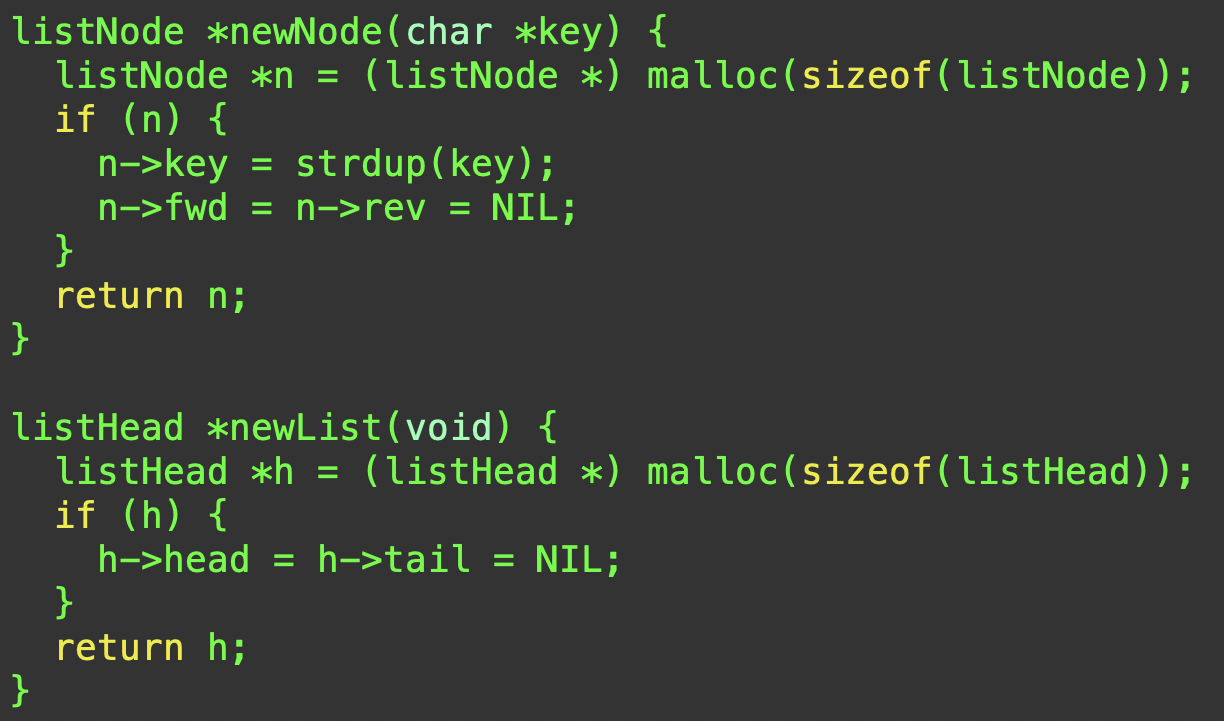 listNode *newNode(char *key) {
  listNode *n = (listNode *) malloc(sizeof(listNode));
  if (n) {
    n->key = strdup(key);
    n->fwd = n->rev = NIL;
  }
  return n;
}

listHead *newList(void) {
  listHead *h = (listHead *) malloc(sizeof(listHead));
  if (h) {
    h->head = h->tail = NIL;
  }
  return h;
}